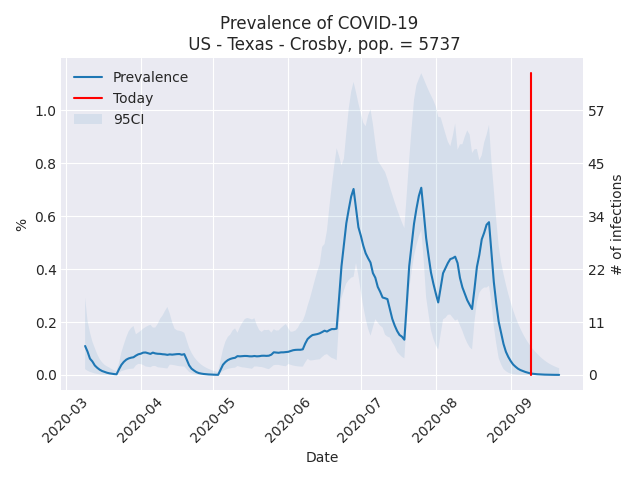 Prevalence of COVID-19
US - Texas - Crosby, pop. = 5737
Prevalence
Today
95CI
1.0
0.8
0.6
0.4
0.2
0.0
%
57
45
34
22
11
0
# of infections
2020-03
2020-04
2020-05
2020-06
2020-07
2020-08
2020-09
Date